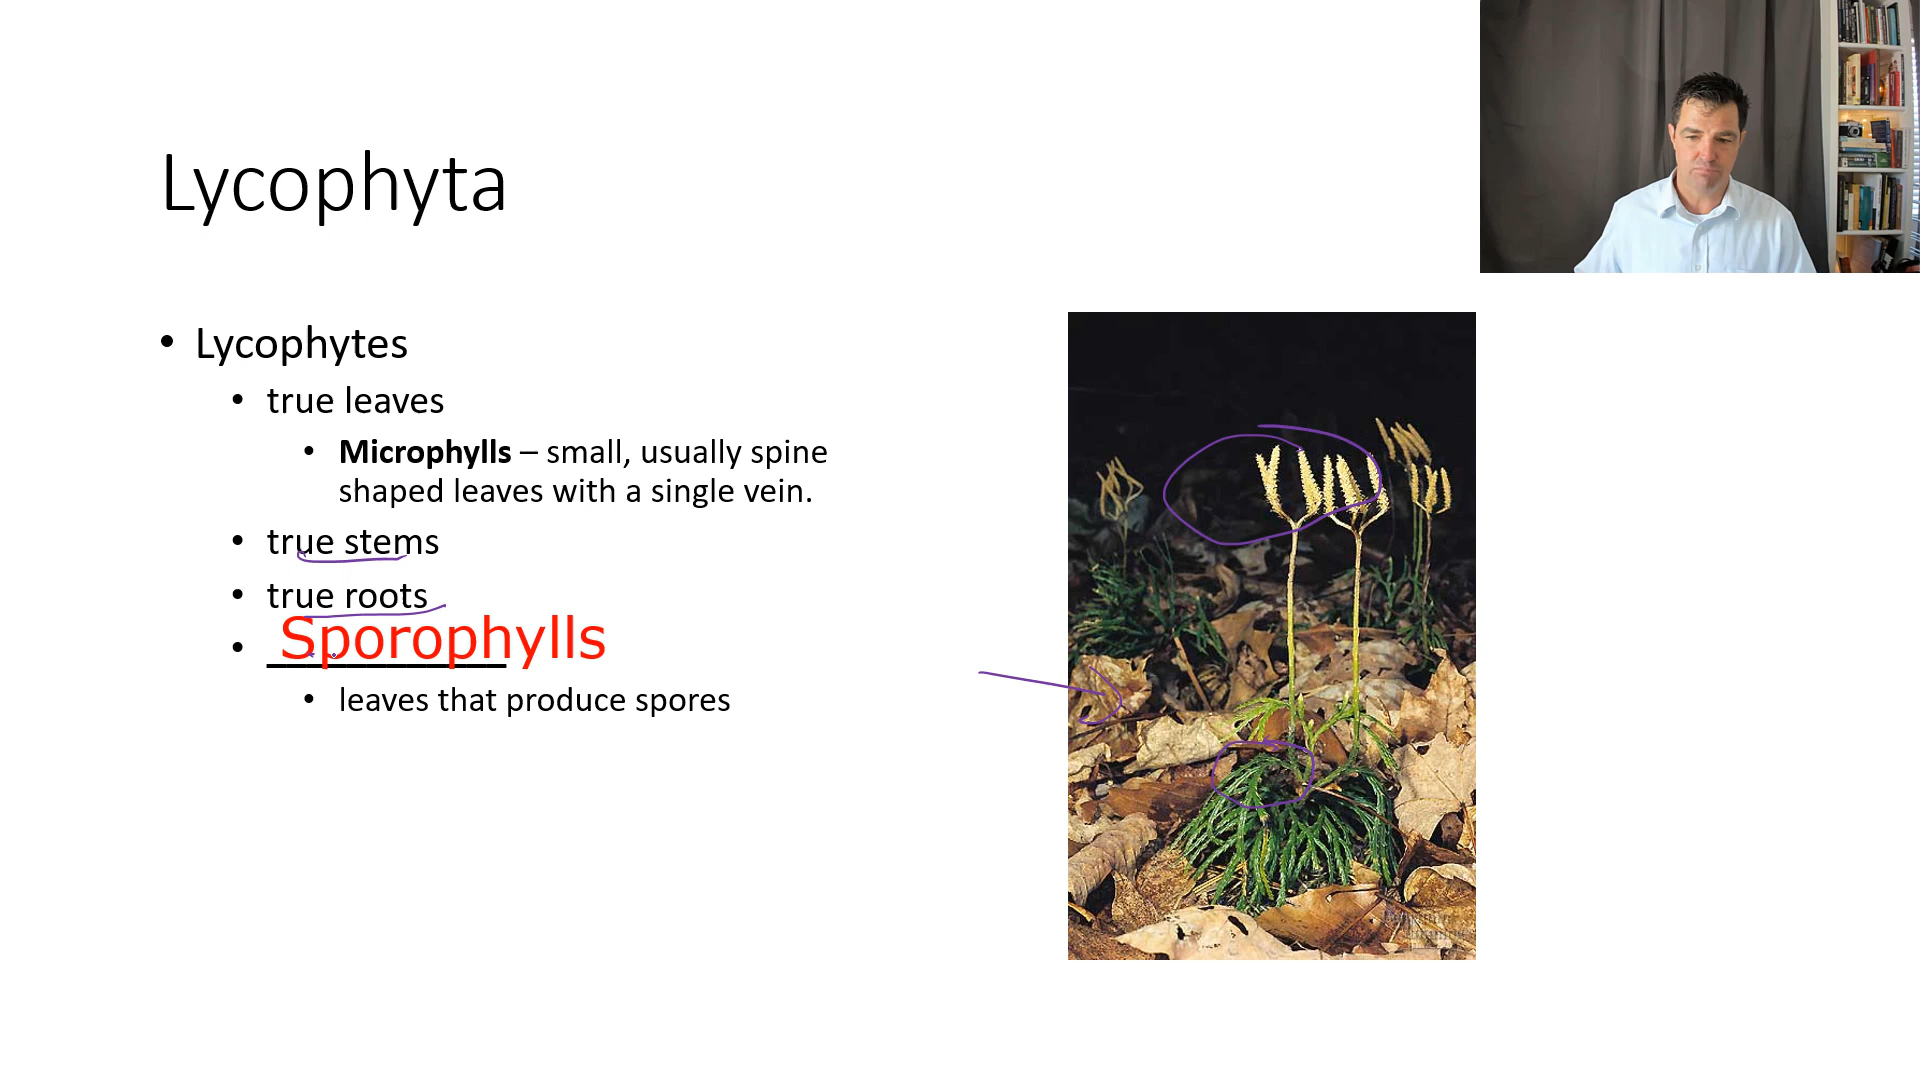 Lycophyta
• Lycophytes
• true leaves
• Microphylls – small, usually spine
shaped leaves with a single vein.
• true stems
• true roots
• Sporophylls
• leaves that produce spores